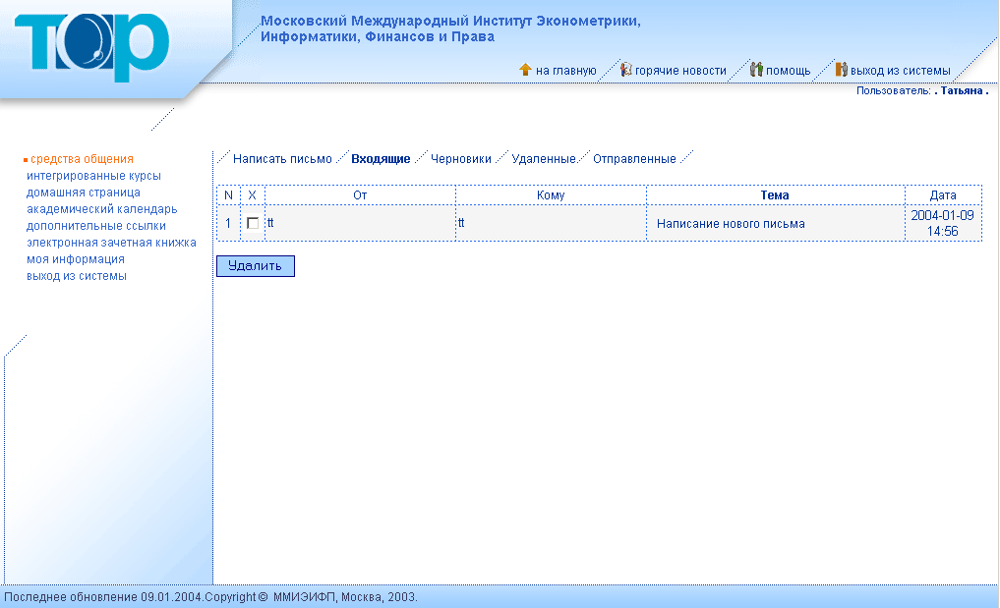 TOP
Московский Международный Институт Эконометрики,
Информатики, Финансов и Права
на главную горячие новости помощь выход из системы
Пользователь: . Татьяна .
средства общения
интегрированные курсы
домашняя страница
академический календарь
дополнительные ссылки
электронная зачетная книжка
моя информация
выход из системы
Написать письмо Входящие Черновики Удаленные Отправленные
N X От Кому Тема Дата
1 tt tt Написание нового письма 2004-01-09
14:56
Удалить
Последнее обновление 09.01.2004.Copyright © ММИЭИФП, Москва, 2003.